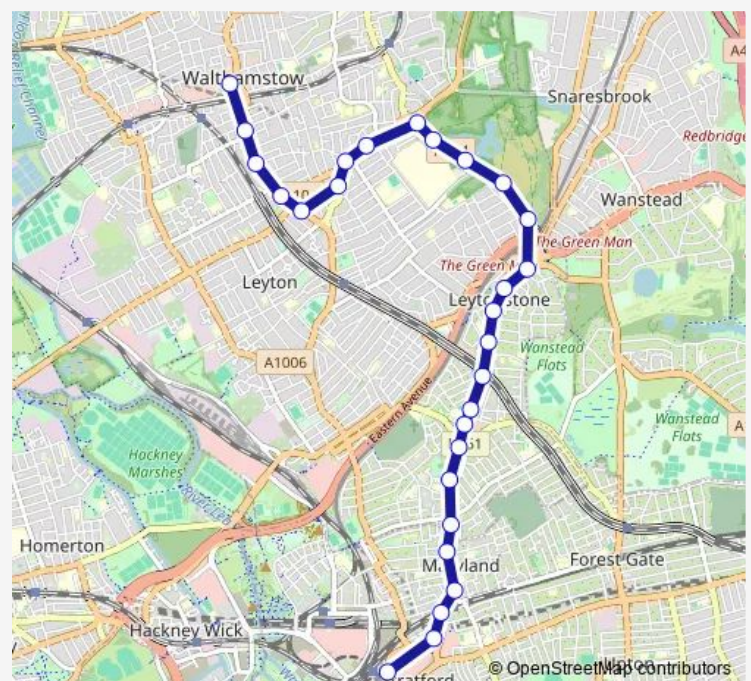 Walthamstow
A4
Snaresbrook
Redbridge
Wanstead
The Green Man
The Green M
Leyton
Leytonstone
A1006
Wanstead
Flats
Eastern Avenue
Wanstead
Flats
A
Hackney
Marshes
Homerton
Maryland
Forest Gate
Hackney Wick
© OpenStreetMap contributors